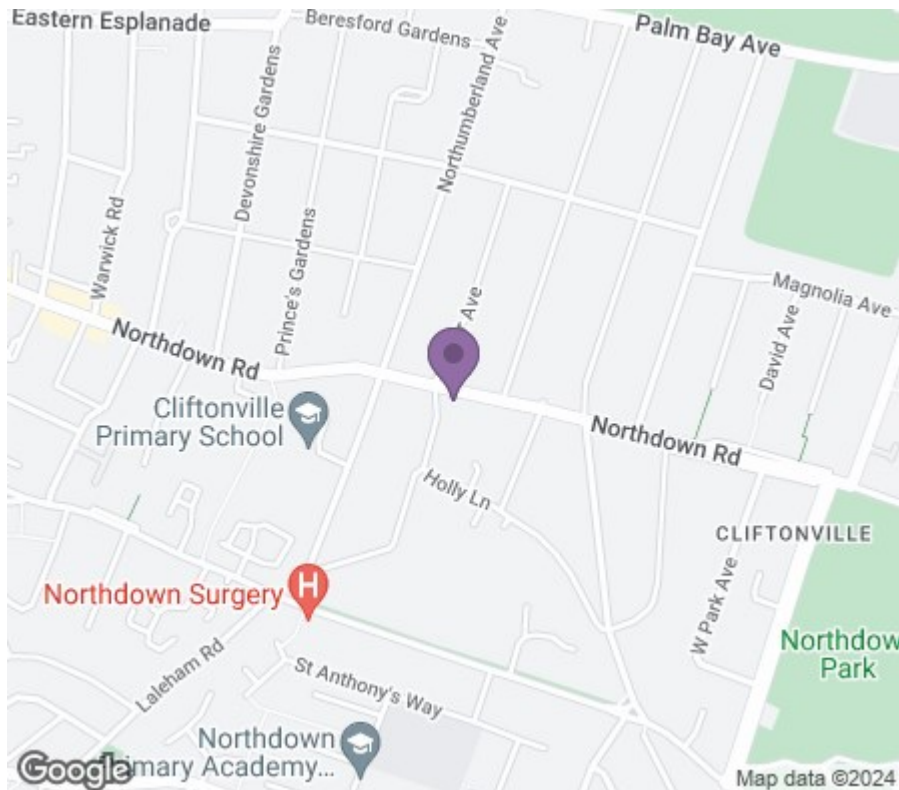 Eastern Esplanade
Beresford Gardens
Northumberland Ave
Palm Bay Ave
Devonshire Gardens
Warwick Rd
Prince's Gardens
Magnolia Ave
David Ave
Ave
Northdown Rd
Cliftonville
Primary School
Northdown Rd
Holly Ln
CLIFTONVILLE
W Park Ave
Northdown Surgery
H
Laleham Rd
St Anthony's Way
Northdow
Park
Northdown
rimary Academy...
Google
Map data ©2024